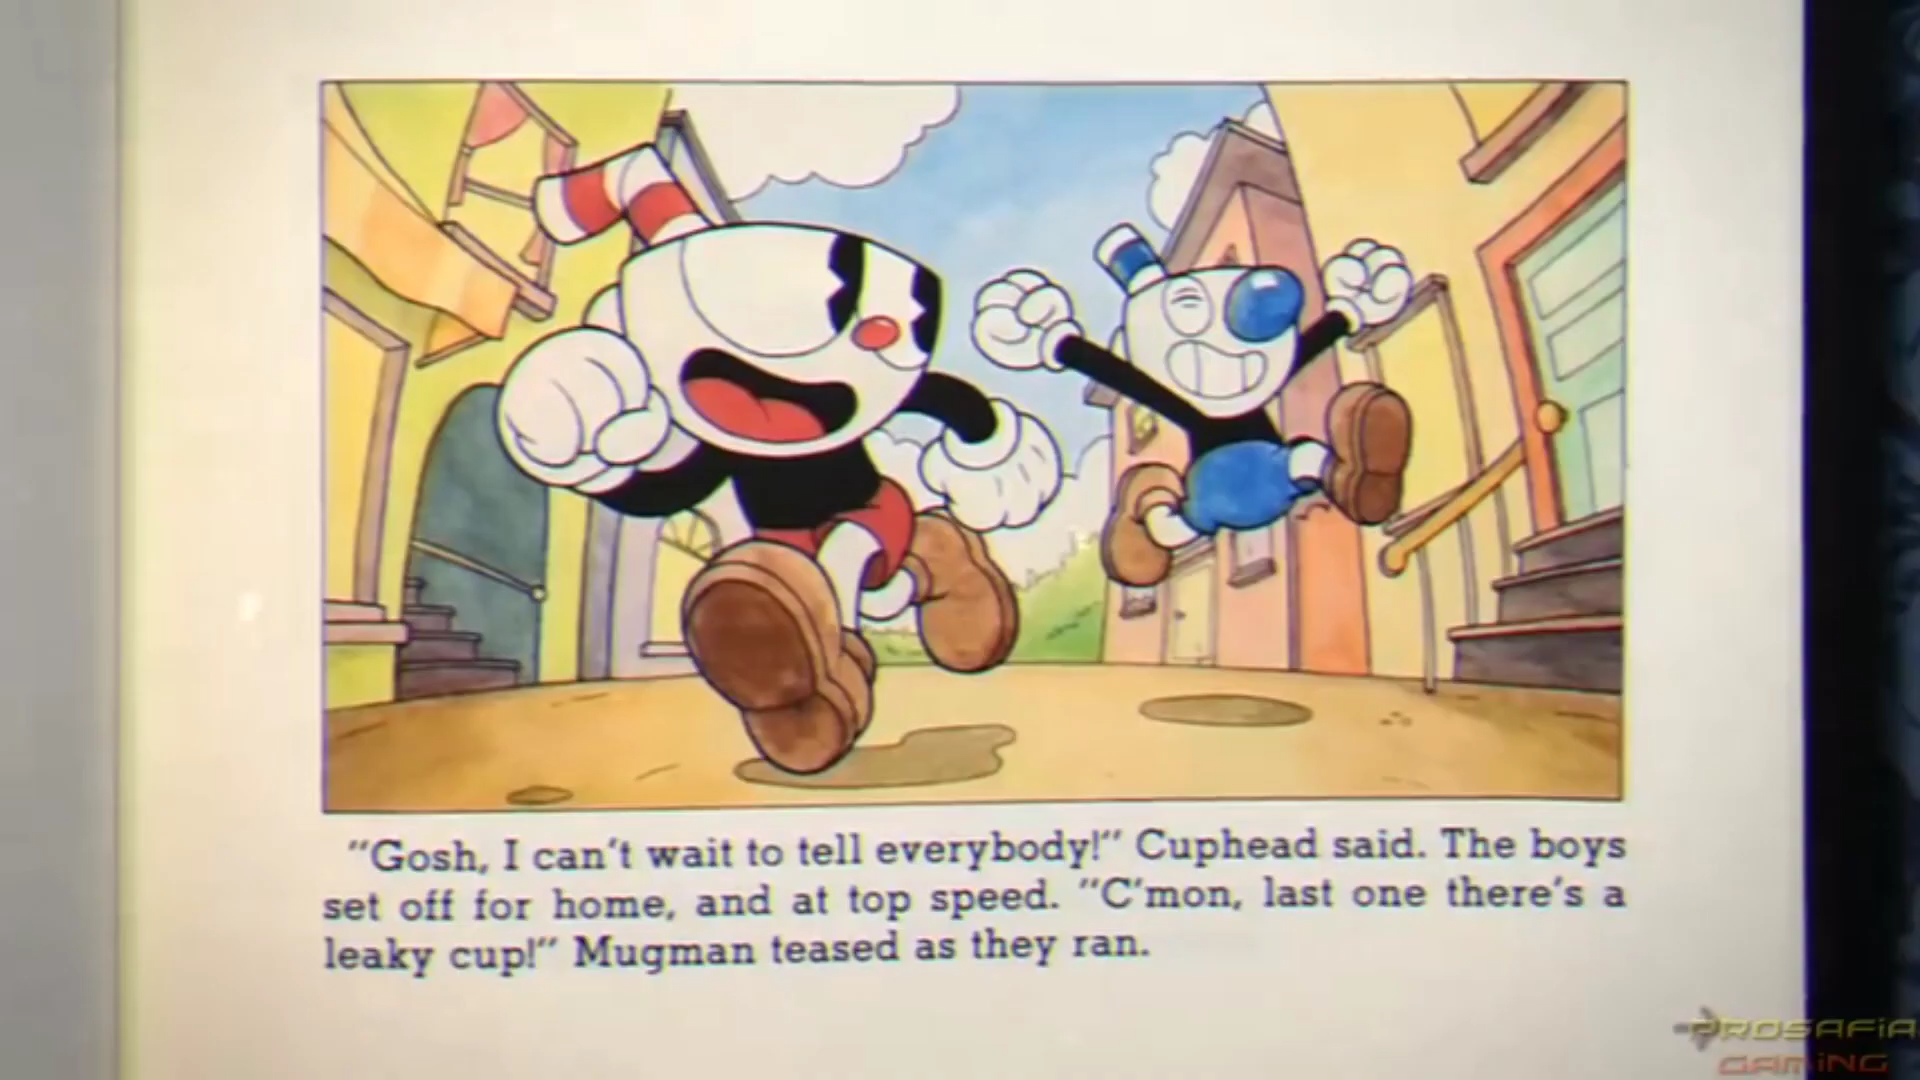 “Gosh, I can’t wait to tell everybody!” Cuphead said. The boys
set off for home, and at top speed. “C’mon, last one there’s a
leaky cup!” Mugman teased as they ran.
PROSAFiA
GAMiNG